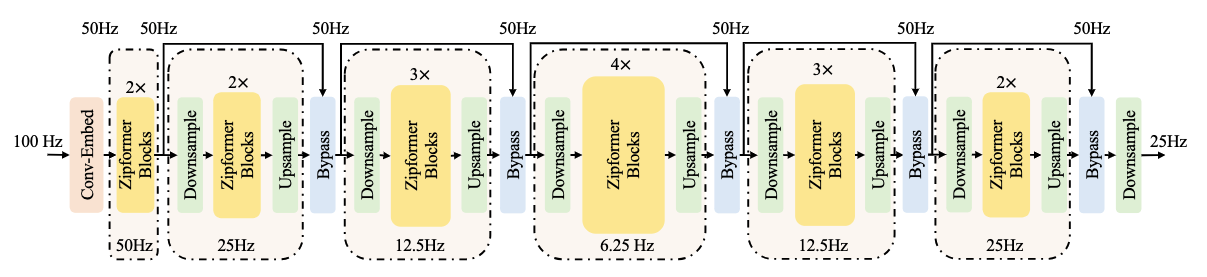 50Hz 50Hz 50Hz 50Hz 50Hz 50Hz 50Hz
100 Hz
Conv-Embed
2×
Zipformer
Blocks
50Hz
Downsample
2×
Zipformer
Blocks
Upsample
25Hz
Bypass
Downsample
3×
Zipformer
Blocks
Upsample
12.5Hz
Bypass
Downsample
4×
Zipformer
Blocks
Upsample
6.25 Hz
Bypass
Downsample
3×
Zipformer
Blocks
Upsample
12.5Hz
Bypass
Downsample
2×
Zipformer
Blocks
Upsample
25Hz
Bypass
Downsample
25Hz